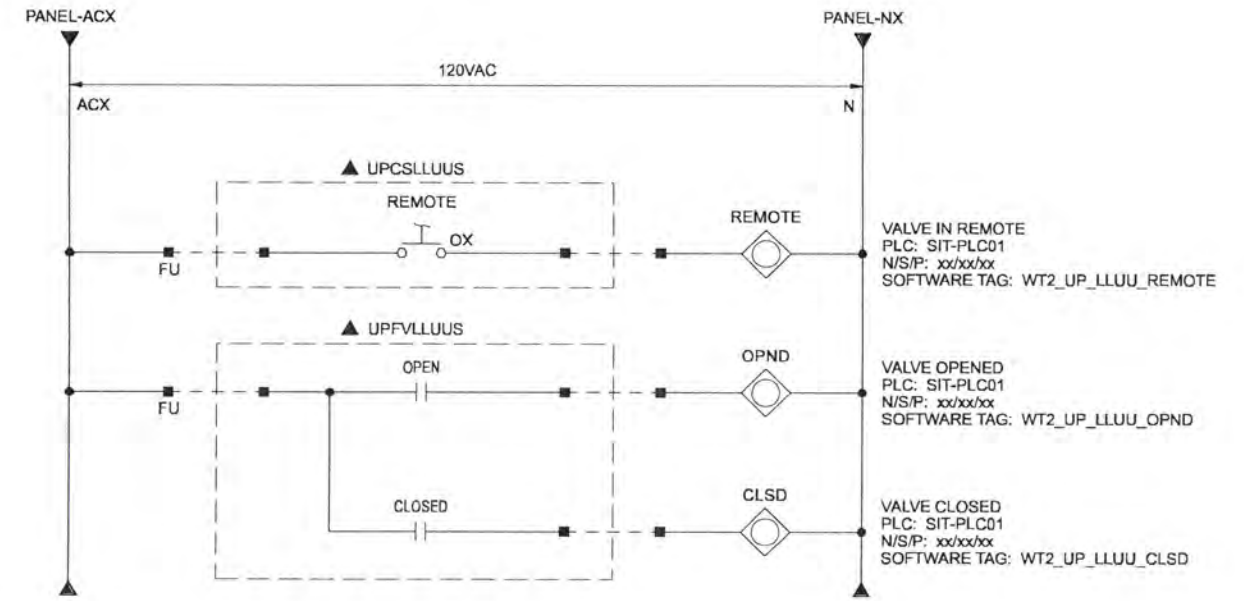 PANEL-ACX
PANEL-NX
120VAC
ACX
N
UPCSLLUUS
REMOTE
OX
FU
REMOTE
VALVE IN REMOTE
PLC: SIT-PLC01
N/S/P: xx/xx/xx
SOFTWARE TAG: WT2_UP_LLUU_REMOTE
UPFVLLUUS
OPEN
FU
OPND
VALVE OPENED
PLC: SIT-PLC01
N/S/P: xx/xx/xx
SOFTWARE TAG: WT2_UP_LLUU_OPND
CLOSED
CLSD
VALVE CLOSED
PLC: SIT-PLC01
N/S/P: xx/xx/xx
SOFTWARE TAG: WT2_UP_LLUU_CLSD